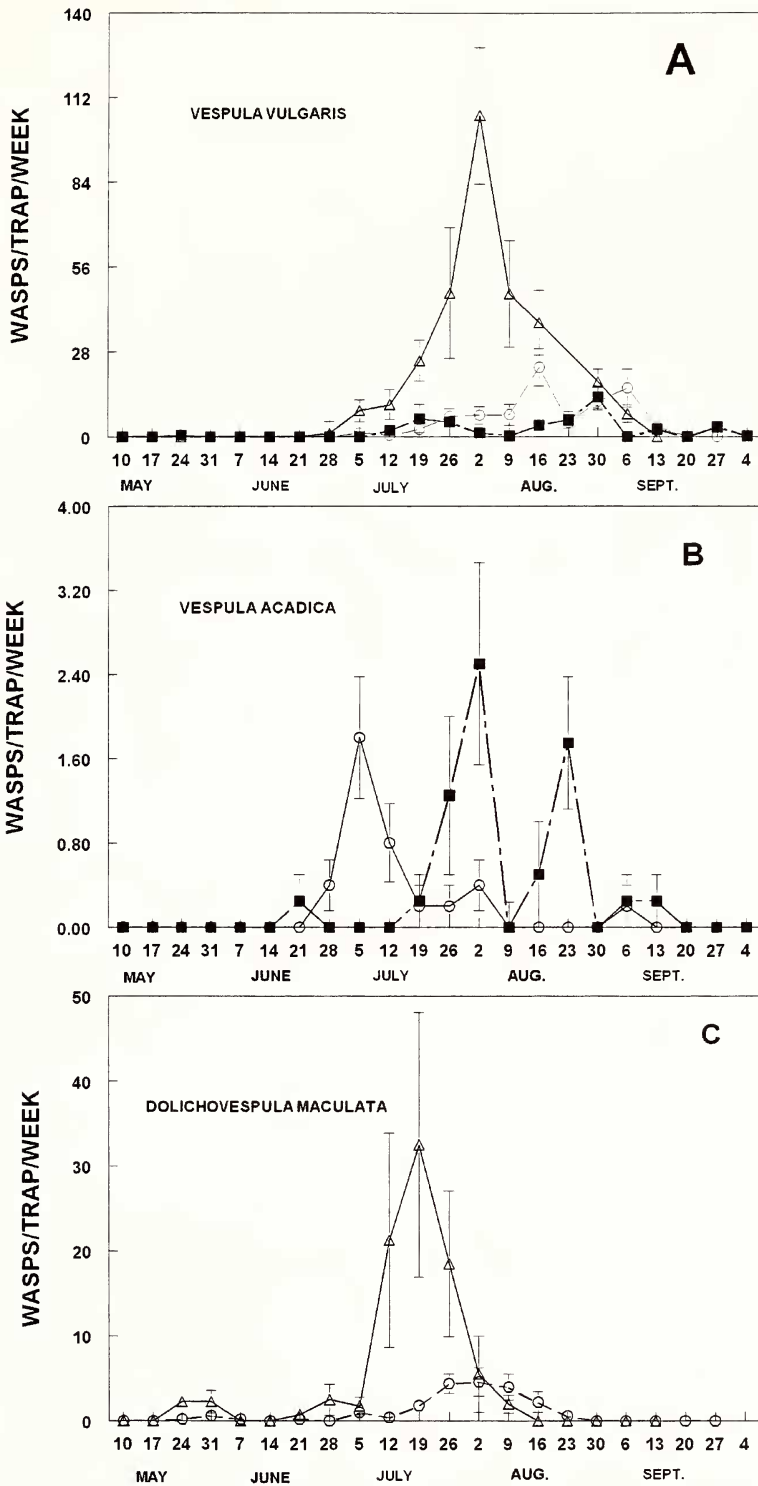 A
VESPULA VULGARIS
WASPS/TRAP/WEEK
140
112
84
56
28
0
10 17 24 31 7 14 21 28 5 12 19 26 2 9 16 23 30 6 13 20 27 4
MAY JUNE JULY AUG. SEPT.
B
VESPULA ACADICA
WASPS/TRAP/WEEK
4.00
3.20
2.40
1.60
0.80
0.00
10 17 24 31 7 14 21 28 5 12 19 26 2 9 16 23 30 6 13 20 27 4
MAY JUNE JULY AUG. SEPT.
C
DOLICHOVESPULA MACULATA
WASPS/TRAP/WEEK
50
40
30
20
10
0
10 17 24 31 7 14 21 28 5 12 19 26 2 9 16 23 30 6 13 20 27 4
MAY JUNE JULY AUG. SEPT.